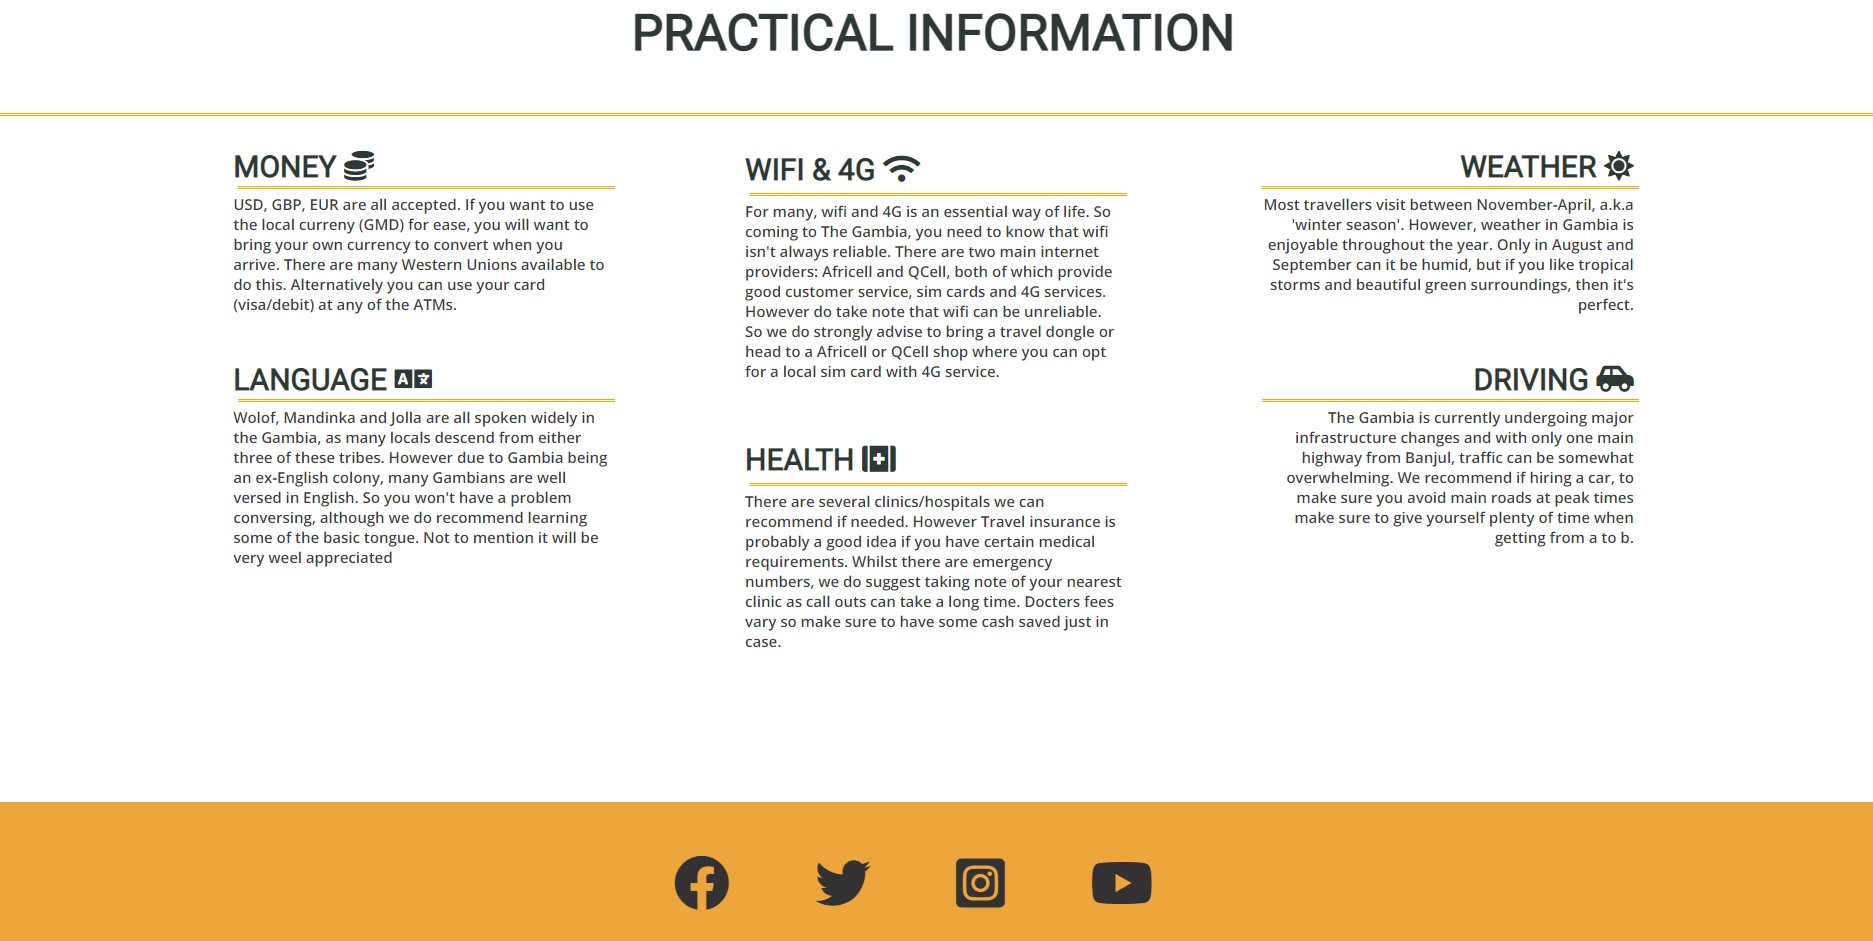 PRACTICAL INFORMATION
MONEY
USD, GBP, EUR are all accepted. If you want to use
the local curreny (GMD) for ease, you will want to
bring your own currency to convert when you
arrive. There are many Western Unions available to
do this. Alternatively you can use your card
(visa/debit) at any of the ATMs.
LANGUAGE
Wolof, Mandinka and Jolla are all spoken widely in
the Gambia, as many locals descend from either
three of these tribes. However due to Gambia being
an ex-English colony, many Gambians are well
versed in English. So you won't have a problem
conversing, although we do recommend learning
some of the basic tongue. Not to mention it will be
very weel appreciated
WIFI & 4G
For many, wifi and 4G is an essential way of life. So
coming to The Gambia, you need to know that wifi
isn't always reliable. There are two main internet
providers: Africell and QCell, both of which provide
good customer service, sim cards and 4G services.
However do take note that wifi can be unreliable.
So we do strongly advise to bring a travel dongle or
head to a Africell or QCell shop where you can opt
for a local sim card with 4G service.
HEALTH
There are several clinics/hospitals we can
recommend if needed. However Travel insurance is
probably a good idea if you have certain medical
requirements. Whilst there are emergency
numbers, we do suggest taking note of your nearest
clinic as call outs can take a long time. Docters fees
vary so make sure to have some cash saved just in
case.
WEATHER
Most travellers visit between November-April, a.k.a
'winter season'. However, weather in Gambia is
enjoyable throughout the year. Only in August and
September can it be humid, but if you like tropical
storms and beautiful green surroundings, then it's
perfect.
DRIVING
The Gambia is currently undergoing major
infrastructure changes and with only one main
highway from Banjul, traffic can be somewhat
overwhelming. We recommend if hiring a car, to
make sure you avoid main roads at peak times
make sure to give yourself plenty of time when
getting from a to b.